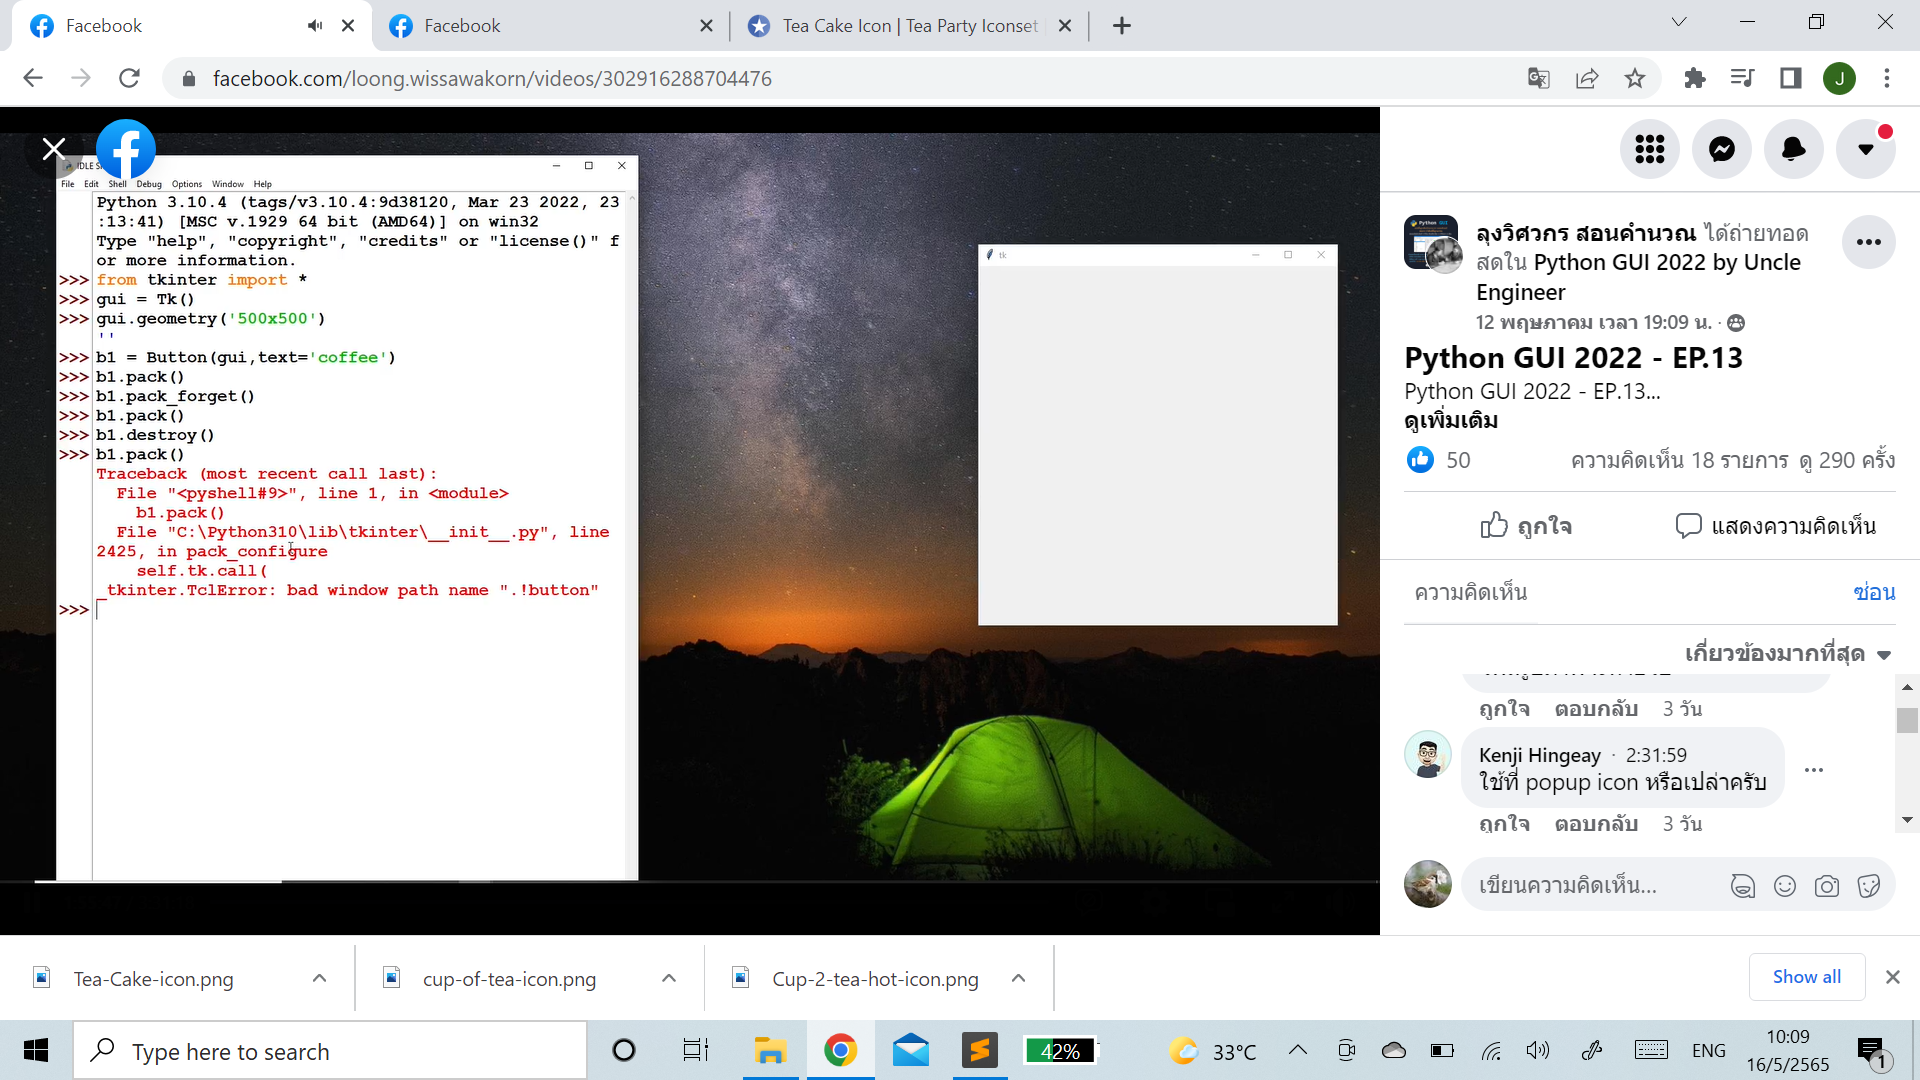 Facebook
Facebook
Tea Cake Icon | Tea Party Iconset
facebook.com/loong.wissawakorn/videos/302916288704476
J
File Edit Shell Debug Options Window Help
Python 3.10.4 (tags/v3.10.4:9d38120, Mar 23 2022, 23
:13:41) [MSC v.1929 64 bit (AMD64)] on win32
Type "help", "copyright", "credits" or "license()" f
or more information.
>>> from tkinter import *
>>> gui = Tk()
>>> gui.geometry('500x500')
''
>>> b1 = Button(gui,text='coffee')
>>> b1.pack()
>>> b1.pack_forget()
>>> b1.pack()
>>> b1.destroy()
>>> b1.pack()
Traceback (most recent call last):
File "<pyshell#9>", line 1, in <module>
b1.pack()
File "C:\Python310\lib\tkinter\__init__.py", line
2425, in pack_configure
self.tk.call(
_tkinter.TclError: bad window path name ".!button"
>>>
tk
ลุงวิศวกร สอนคำนวณ ได้ถ่ายทอด
สดใน Python GUI 2022 by Uncle
Engineer
12 พฤษภาคม เวลา 19:09 น. ·
Python GUI 2022 - EP.13
Python GUI 2022 - EP.13...
ดูเพิ่มเติม
50 ความคิดเห็น 18 รายการ ดู 290 ครั้ง
ถูกใจ แสดงความคิดเห็น
ความคิดเห็น ซ่อน
เกี่ยวข้องมากที่สุด
ถูกใจ ตอบกลับ 3 วัน
Kenji Hingeay · 2:31:59
ใช้ที่ popup icon หรือเปล่าครับ
ถูกใจ ตอบกลับ 3 วัน
เขียนความคิดเห็น...
Tea-Cake-icon.png
cup-of-tea-icon.png
Cup-2-tea-hot-icon.png
Show all
Type here to search
42%
33°C
ENG
10:09
16/5/2565
1